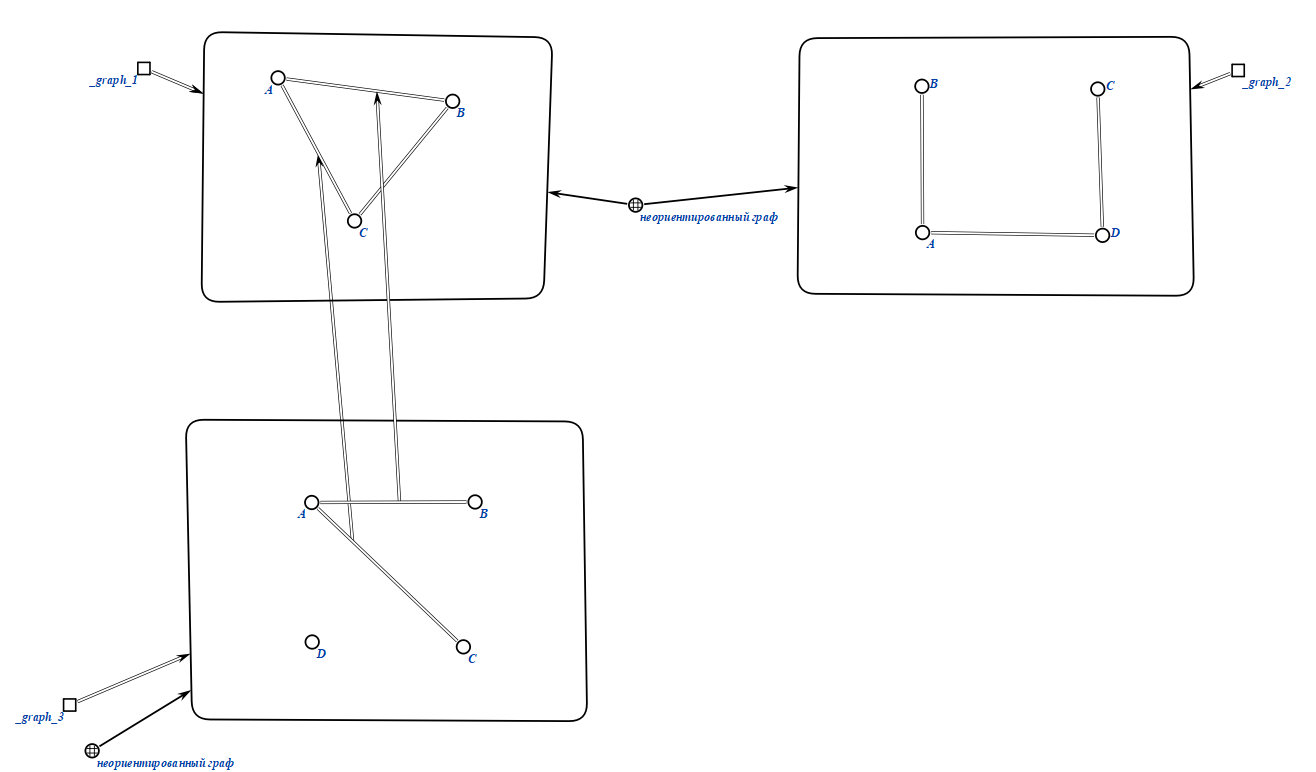 _graph_1
A
B
C
неориентированный граф
B
C
A
D
_graph_2
A
B
D
C
_graph_3
неориентированный граф